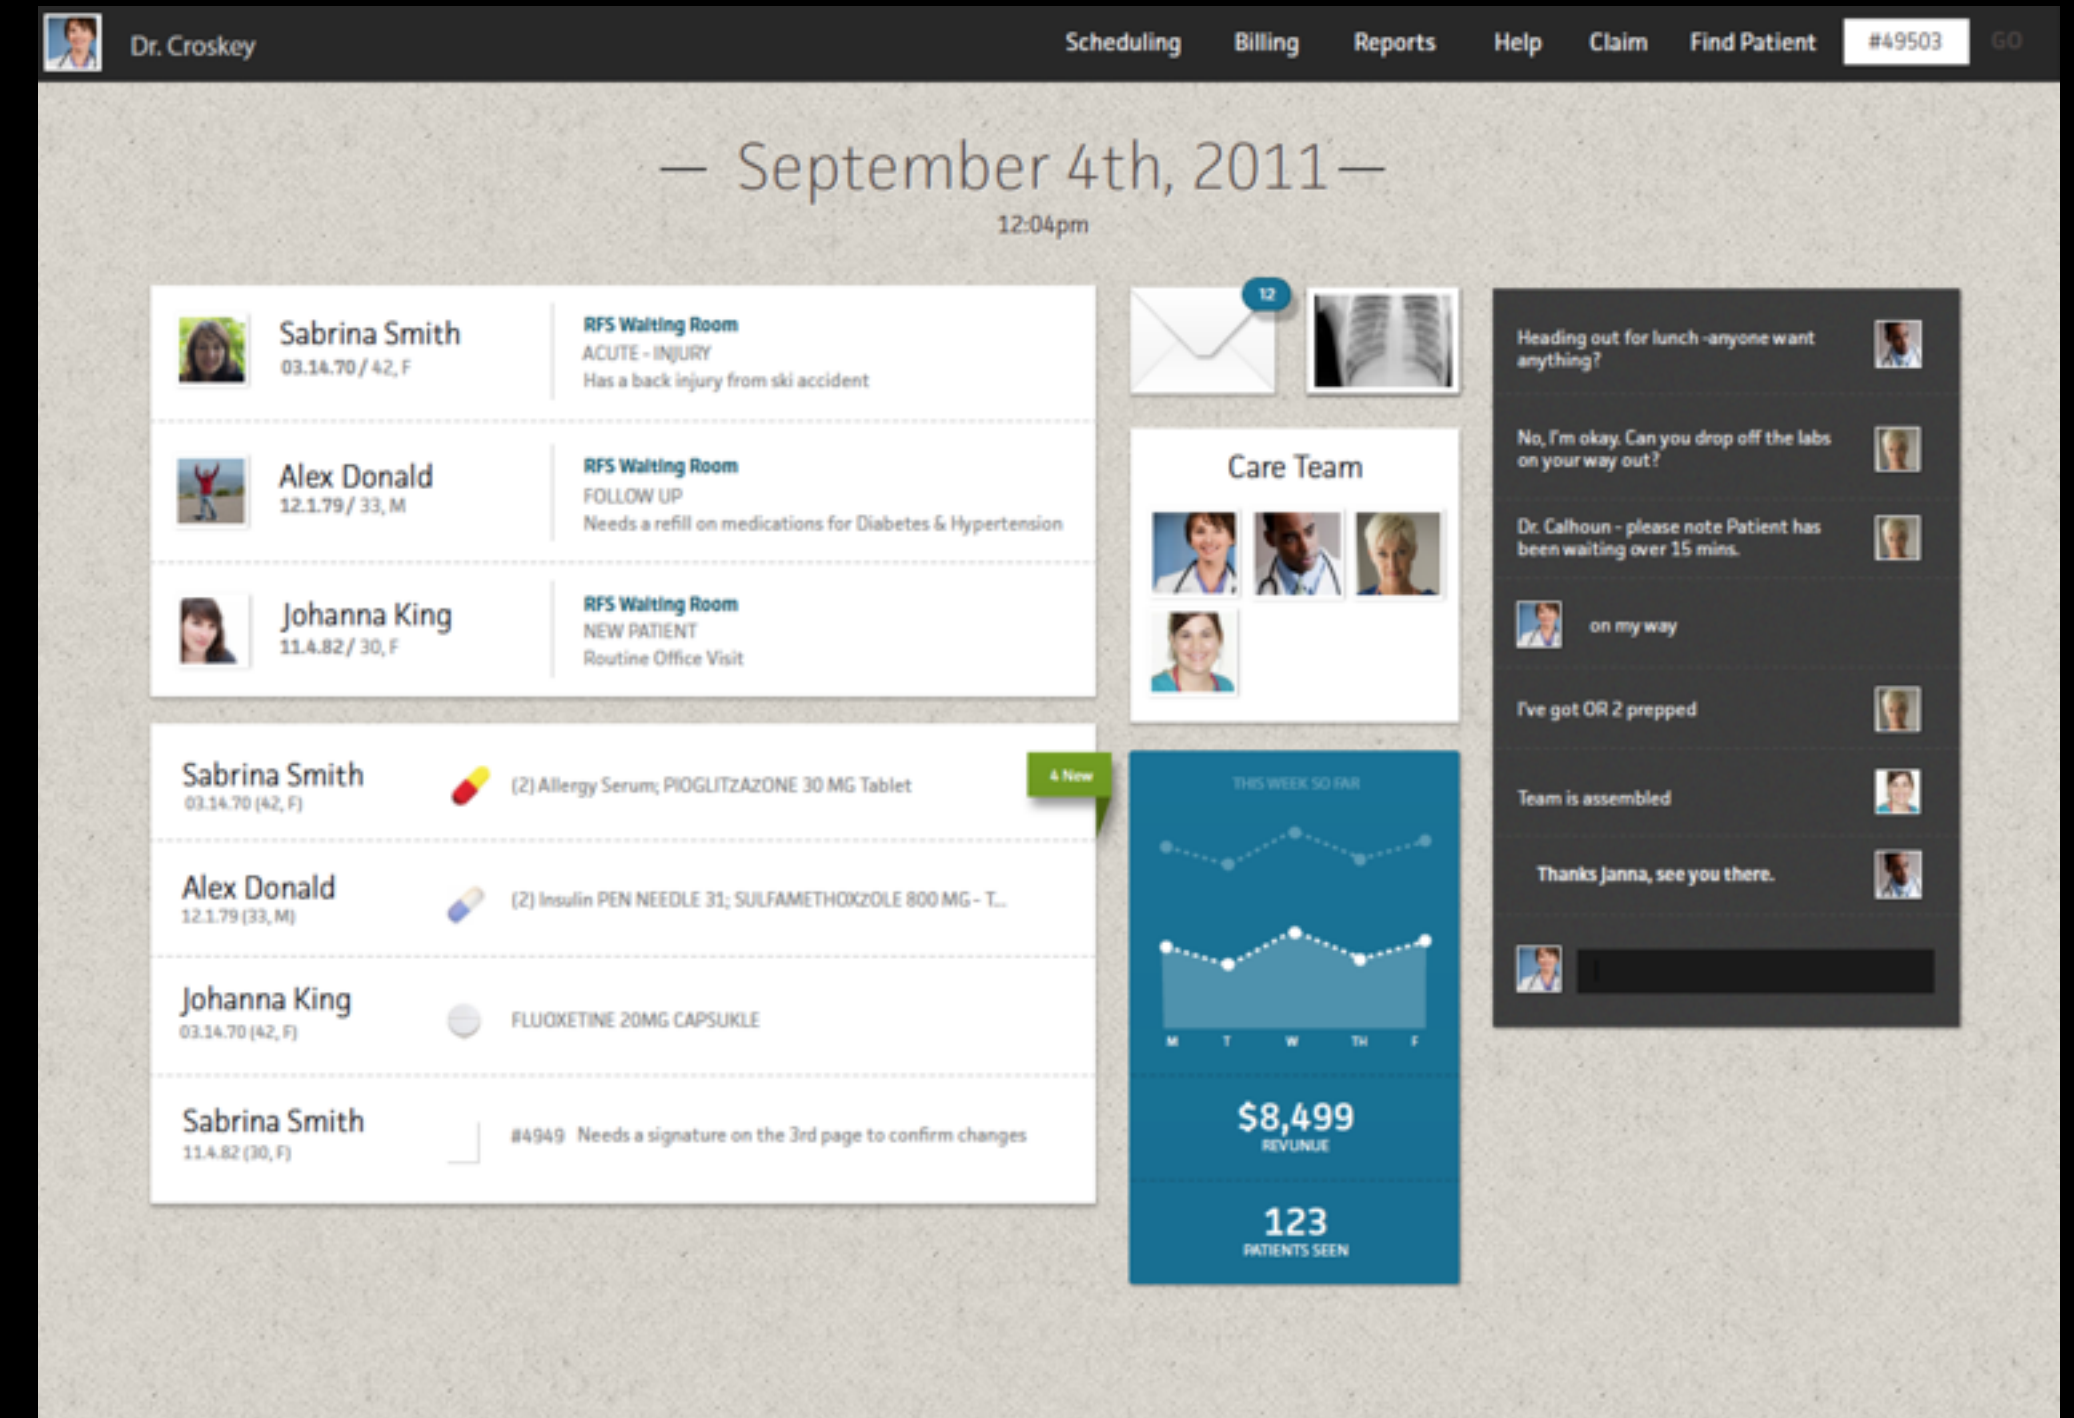 Dr. Croskey
Scheduling Billing Reports Help Claim Find Patient #49503 GO
— September 4th, 2011—
12:04pm
Sabrina Smith
03.14.70 / 42, F
RFS Waiting Room
ACUTE - INJURY
Has a back injury from ski accident
Alex Donald
12.1.79 / 33, M
RFS Waiting Room
FOLLOW UP
Needs a refill on medications for Diabetes & Hypertension
Johanna King
11.4.82 / 30, F
RFS Waiting Room
NEW PATIENT
Routine Office Visit
Sabrina Smith
03.14.70 (42, F)
(2) Allergy Serum; PIOGLITZAZONE 30 MG Tablet
4 New
Alex Donald
12.1.79 (33, M)
(2) Insulin PEN NEEDLE 31; SULFAMETHOXZOLE 800 MG - T...
Johanna King
03.14.70 (42, F)
FLUOXETINE 20MG CAPSUKLE
Sabrina Smith
11.4.82 (30, F)
#4949 Needs a signature on the 3rd page to confirm changes
12
Care Team
THIS WEEK SO FAR
M T W TH F
$8,499
REVUNUE
123
PATIENTS SEEN
Heading out for lunch -anyone want
anything?
No, I'm okay. Can you drop off the labs
on your way out?
Dr. Calhoun - please note Patient has
been waiting over 15 mins.
on my way
I've got OR 2 prepped
Team is assembled
Thanks Janna, see you there.